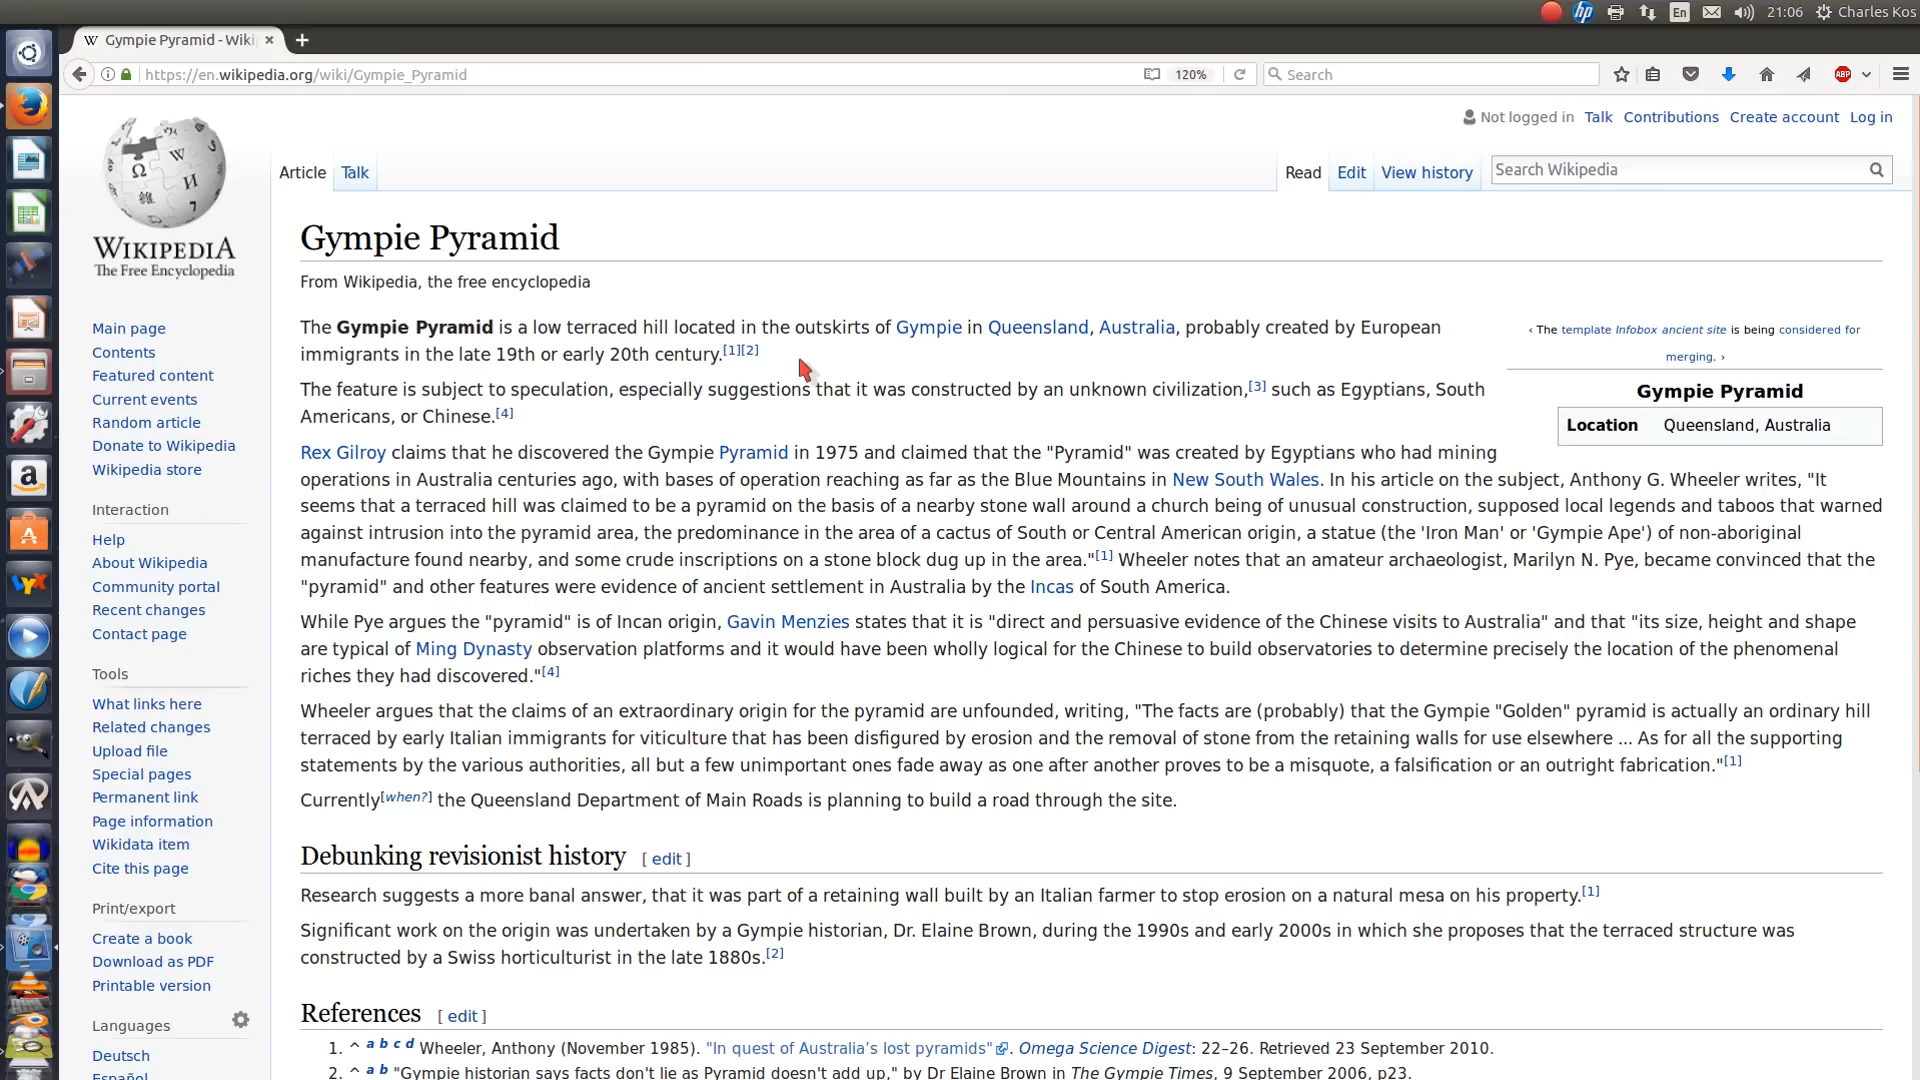 hp En 21:06 Charles Kos
W Gympie Pyramid - Wiki × +
https://en.wikipedia.org/wiki/Gympie_Pyramid 120% Search ABP
Not logged in Talk Contributions Create account Log in
Article Talk Read Edit View history Search Wikipedia
WIKIPEDIA
The Free Encyclopedia
Main page
Contents
Featured content
Current events
Random article
Donate to Wikipedia
Wikipedia store
Interaction
Help
About Wikipedia
Community portal
Recent changes
Contact page
Tools
What links here
Related changes
Upload file
Special pages
Permanent link
Page information
Wikidata item
Cite this page
Print/export
Create a book
Download as PDF
Printable version
Languages
Deutsch
Español
Gympie Pyramid
From Wikipedia, the free encyclopedia
The Gympie Pyramid is a low terraced hill located in the outskirts of Gympie in Queensland, Australia, probably created by European
immigrants in the late 19th or early 20th century.[1][2]
The feature is subject to speculation, especially suggestions that it was constructed by an unknown civilization,[3] such as Egyptians, South
Americans, or Chinese.[4]
‹ The template Infobox ancient site is being considered for
merging. ›
Gympie Pyramid
Location Queensland, Australia
Rex Gilroy claims that he discovered the Gympie Pyramid in 1975 and claimed that the "Pyramid" was created by Egyptians who had mining
operations in Australia centuries ago, with bases of operation reaching as far as the Blue Mountains in New South Wales. In his article on the subject, Anthony G. Wheeler writes, "It
seems that a terraced hill was claimed to be a pyramid on the basis of a nearby stone wall around a church being of unusual construction, supposed local legends and taboos that warned
against intrusion into the pyramid area, the predominance in the area of a cactus of South or Central American origin, a statue (the 'Iron Man' or 'Gympie Ape') of non-aboriginal
manufacture found nearby, and some crude inscriptions on a stone block dug up in the area."[1] Wheeler notes that an amateur archaeologist, Marilyn N. Pye, became convinced that the
"pyramid" and other features were evidence of ancient settlement in Australia by the Incas of South America.
While Pye argues the "pyramid" is of Incan origin, Gavin Menzies states that it is "direct and persuasive evidence of the Chinese visits to Australia" and that "its size, height and shape
are typical of Ming Dynasty observation platforms and it would have been wholly logical for the Chinese to build observatories to determine precisely the location of the phenomenal
riches they had discovered."[4]
Wheeler argues that the claims of an extraordinary origin for the pyramid are unfounded, writing, "The facts are (probably) that the Gympie "Golden" pyramid is actually an ordinary hill
terraced by early Italian immigrants for viticulture that has been disfigured by erosion and the removal of stone from the retaining walls for use elsewhere ... As for all the supporting
statements by the various authorities, all but a few unimportant ones fade away as one after another proves to be a misquote, a falsification or an outright fabrication."[1]
Currently[when?] the Queensland Department of Main Roads is planning to build a road through the site.
Debunking revisionist history [ edit ]
Research suggests a more banal answer, that it was part of a retaining wall built by an Italian farmer to stop erosion on a natural mesa on his property.[1]
Significant work on the origin was undertaken by a Gympie historian, Dr. Elaine Brown, during the 1990s and early 2000s in which she proposes that the terraced structure was
constructed by a Swiss horticulturist in the late 1880s.[2]
References [ edit ]
1. ^ a b c d Wheeler, Anthony (November 1985). "In quest of Australia's lost pyramids". Omega Science Digest: 22–26. Retrieved 23 September 2010.
2. ^ a b "Gympie historian says facts don't lie as Pyramid doesn't add up," by Dr Elaine Brown in The Gympie Times, 9 September 2006, p23.